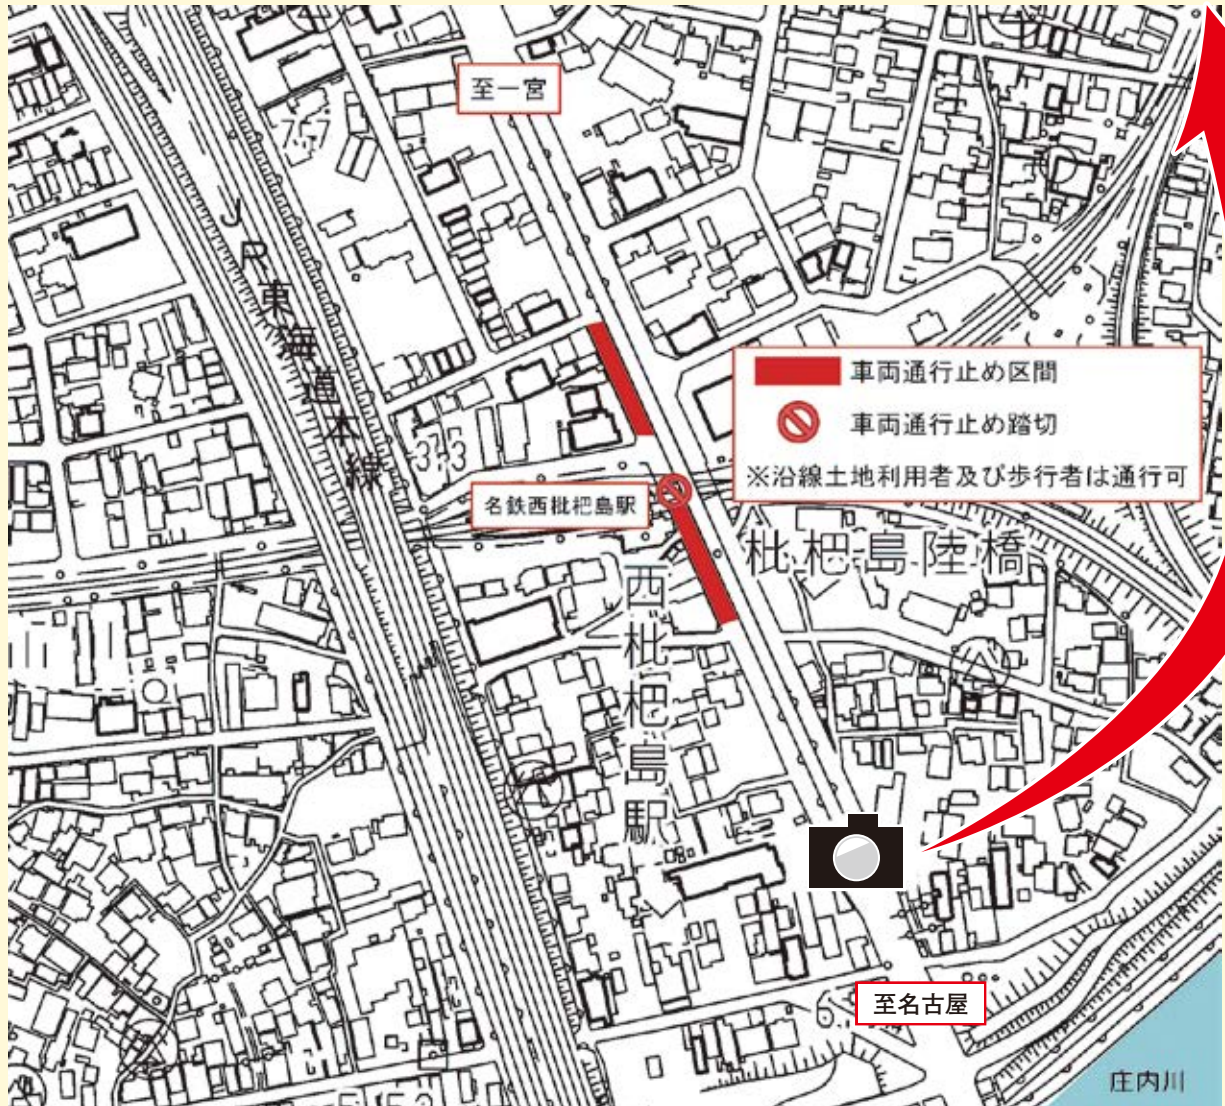 至一宮
JR東海道本線
車両通行止め区間
車両通行止め踏切
※沿線土地利用者及び歩行者は通行可
37.5
名鉄西枇杷島駅
枇杷島陸橋
西枇杷島駅
至名古屋
庄内川